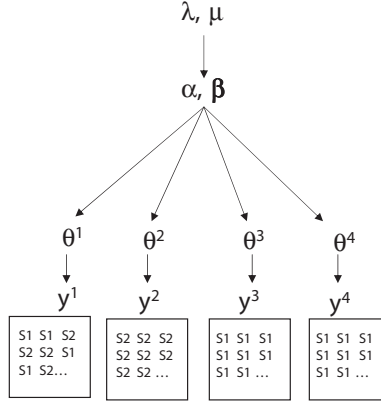 λ, μ
α, β
θ¹ θ² θ³ θ⁴
y¹ y² y³ y⁴
S1 S1 S2
S2 S2 S1
S1 S2...
S2 S2 S2
S2 S2 S2
S2 S2 ...
S1 S1 S1
S1 S1 S1
S1 S1 ...
S1 S1 S1
S1 S1 S1
S1 S1 ...